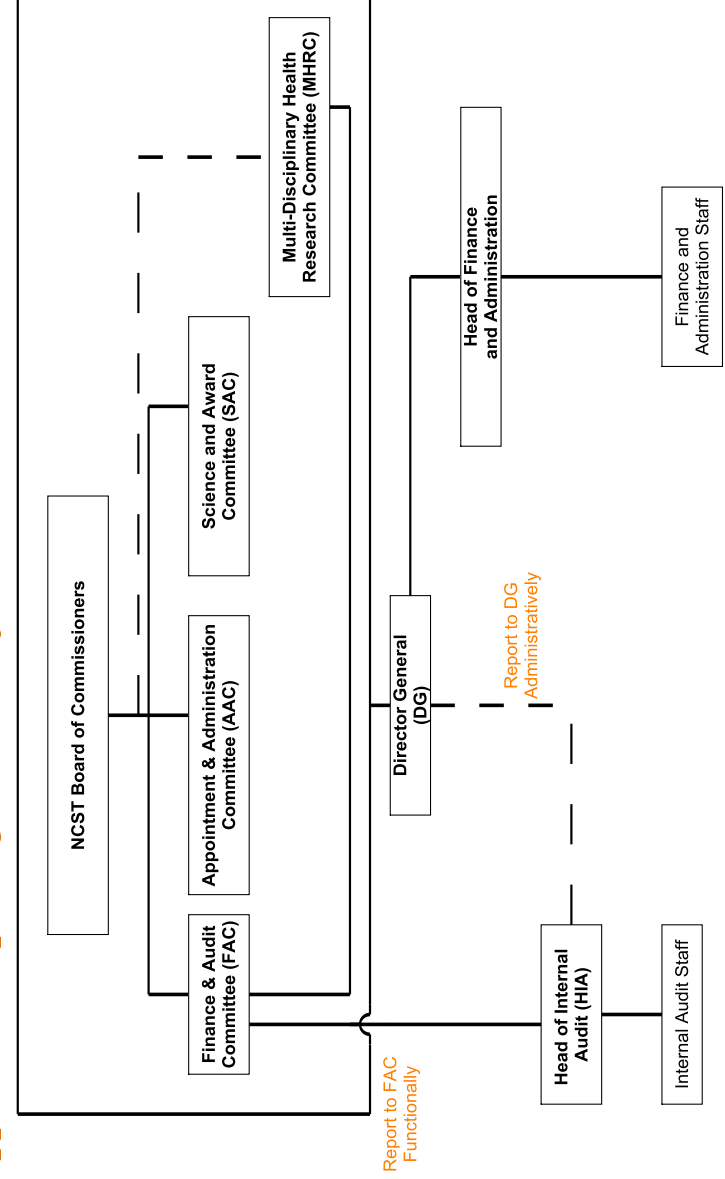 NCST Board of Commissioners
Finance & Audit
Committee (FAC)
Appointment & Administration
Committee (AAC)
Science and Award
Committee (SAC)
Multi-Disciplinary Health
Research Committee (MHRC)
Report to FAC
Functionally
Director General
(DG)
Head of Finance
and Administration
Report to DG
Administratively
Head of Internal
Audit (HIA)
Internal Audit Staff
Finance and
Administration Staff